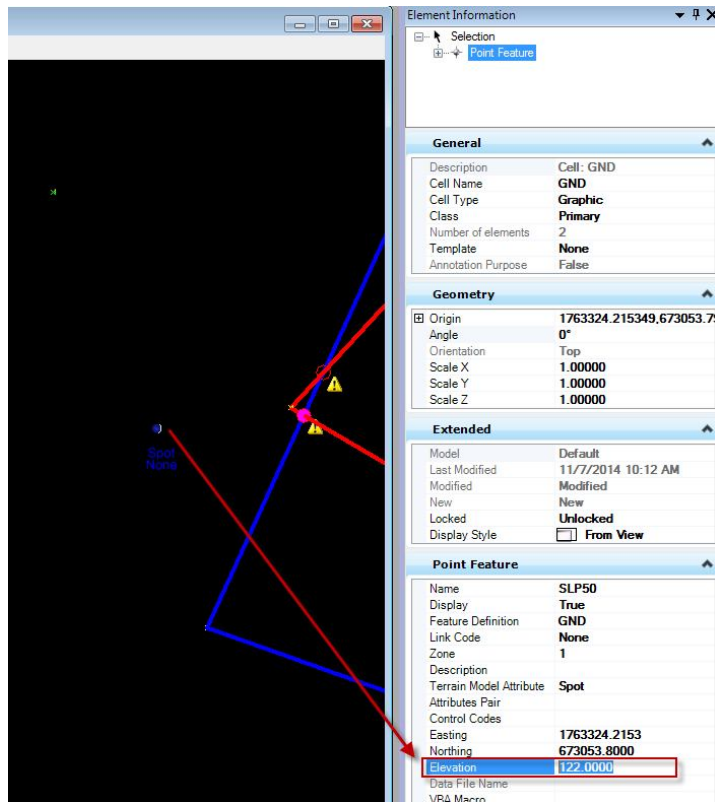 Element Information
Selection
Point Feature
General
Description Cell: GND
Cell Name GND
Cell Type Graphic
Class Primary
Number of elements 2
Template None
Annotation Purpose False
Geometry
Origin 1763324.215349,673053.79
Angle 0°
Orientation Top
Scale X 1.00000
Scale Y 1.00000
Scale Z 1.00000
Extended
Model Default
Last Modified 11/7/2014 10:12 AM
Modified Modified
New New
Locked Unlocked
Display Style From View
Point Feature
Name SLP50
Display True
Feature Definition GND
Link Code None
Zone 1
Description
Terrain Model Attribute Spot
Attributes Pair
Control Codes
Easting 1763324.2153
Northing 673053.8000
Elevation 122.0000
Data File Name
VBA Macro
Spot
None